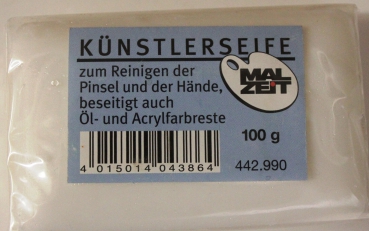 KÜNSTLERSEIFE
zum Reinigen der
Pinsel und der Hände,
beseitigt auch
Öl- und Acrylfarbreste
MAL
ZEIT
100 g
4 015014 043864
442.990